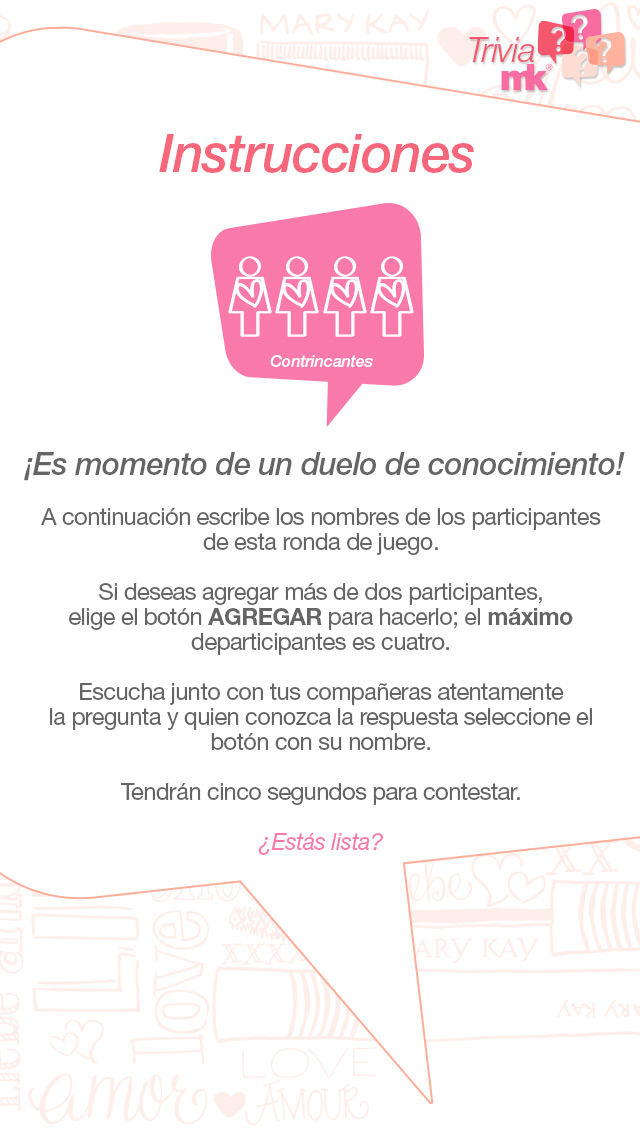 MARY KAY
Trivia
mk®
Instrucciones
Contrincantes
¡Es momento de un duelo de conocimiento!
A continuación escribe los nombres de los participantes
de esta ronda de juego.
Si deseas agregar más de dos participantes,
elige el botón AGREGAR para hacerlo; el máximo
departicipantes es cuatro.
Escucha junto con tus compañeras atentamente
la pregunta y quien conozca la respuesta seleccione el
botón con su nombre.
Tendrán cinco segundos para contestar.
¿Estás lista?
XX
love
XXXX
ARY KAY
MARY KAY
LOVE
amor
AMOUR